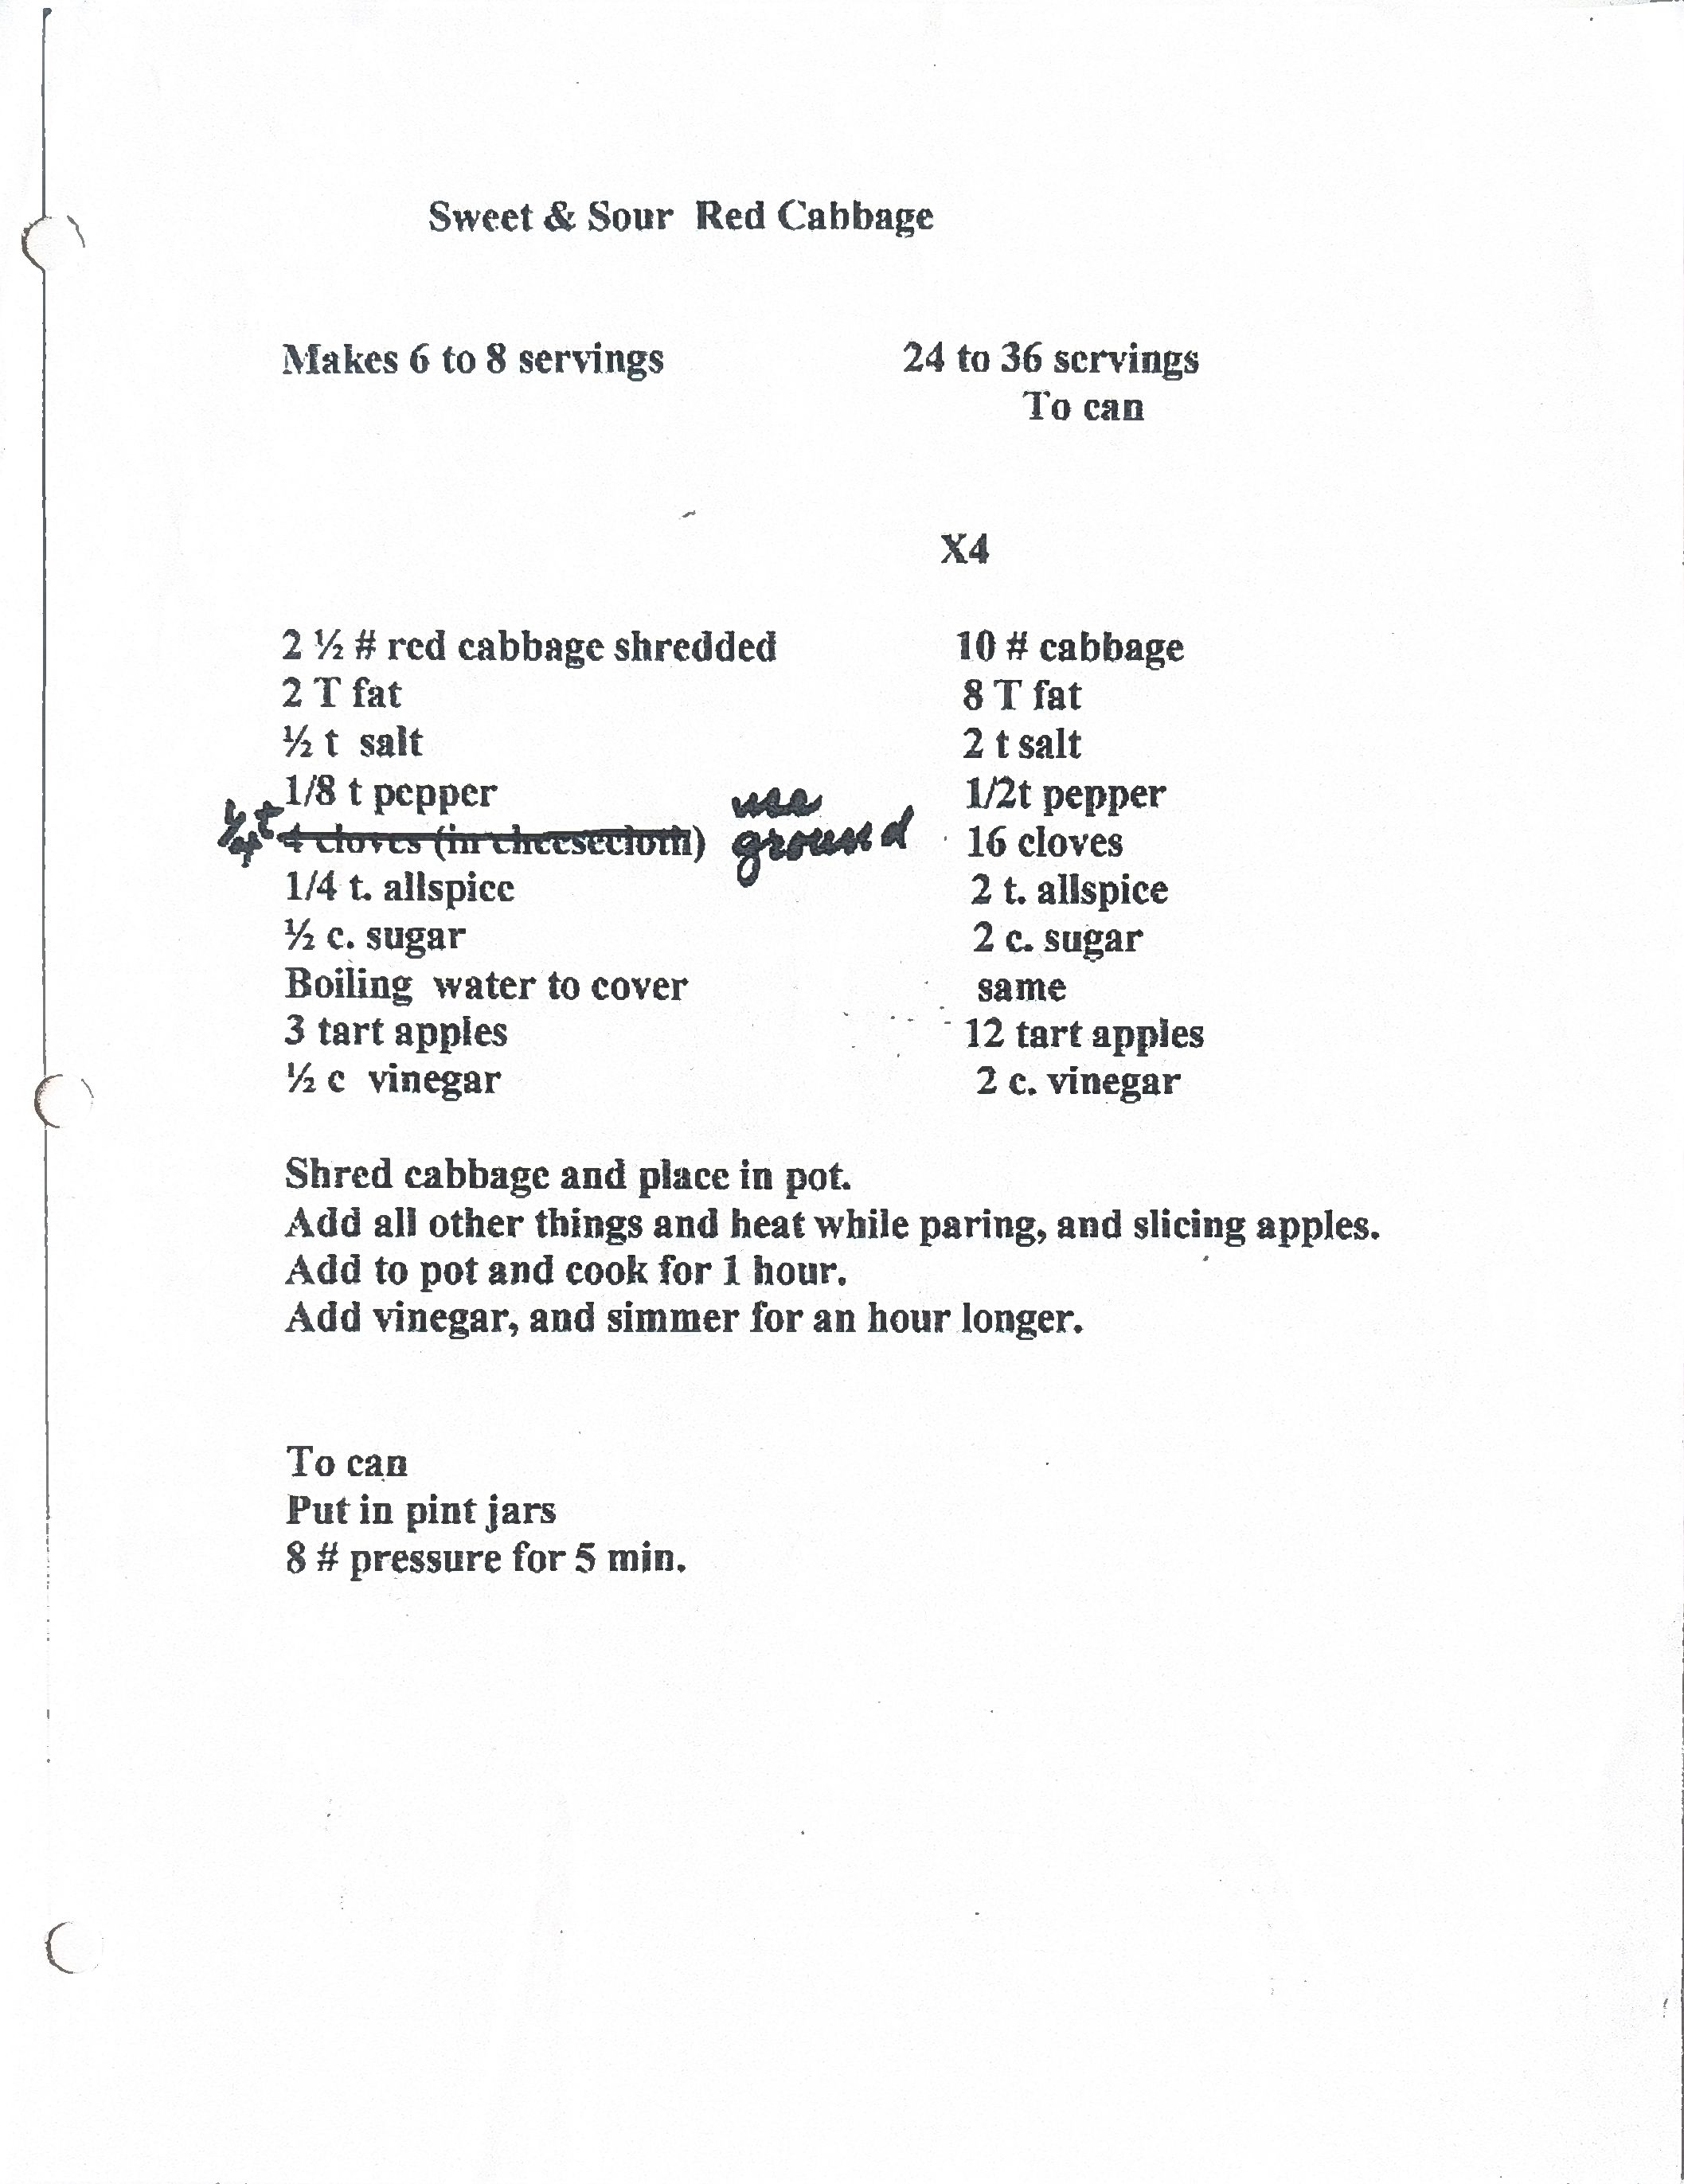 Sweet & Sour Red Cabbage
Makes 6 to 8 servings 24 to 36 servings
To can
X4
2 ½ # red cabbage shredded 10 # cabbage
2 T fat 8 T fat
½ t salt 2 t salt
1/8 t pepper 1/2t pepper
¼ t 4 cloves (in cheesecloth) use ground 16 cloves
1/4 t. allspice 2 t. allspice
½ c. sugar 2 c. sugar
Boiling water to cover same
3 tart apples 12 tart apples
½ c vinegar 2 c. vinegar
Shred cabbage and place in pot.
Add all other things and heat while paring, and slicing apples.
Add to pot and cook for 1 hour.
Add vinegar, and simmer for an hour longer.
To can
Put in pint jars
8 # pressure for 5 min.